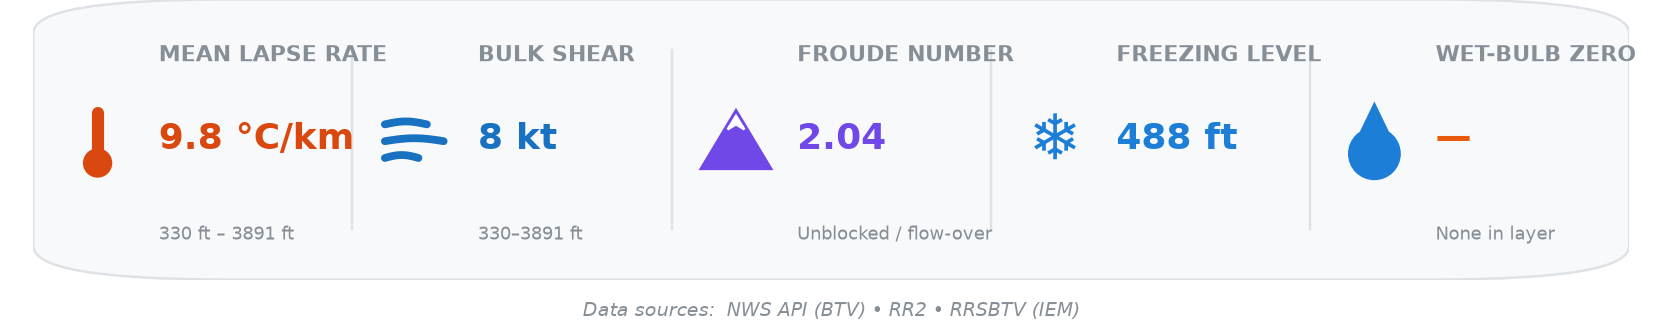 MEAN LAPSE RATE
9.8 °C/km
330 ft – 3891 ft
BULK SHEAR
8 kt
330–3891 ft
FROUDE NUMBER
2.04
Unblocked / flow-over
FREEZING LEVEL
488 ft
WET-BULB ZERO
—
None in layer
Data sources:  NWS API (BTV) • RR2 • RRSBTV (IEM)